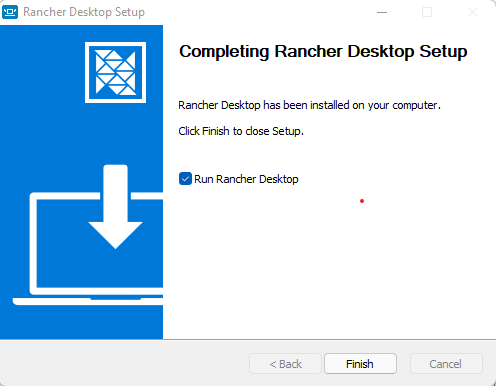 Rancher Desktop Setup
Completing Rancher Desktop Setup
Rancher Desktop has been installed on your computer.
Click Finish to close Setup.
Run Rancher Desktop
< Back
Finish
Cancel